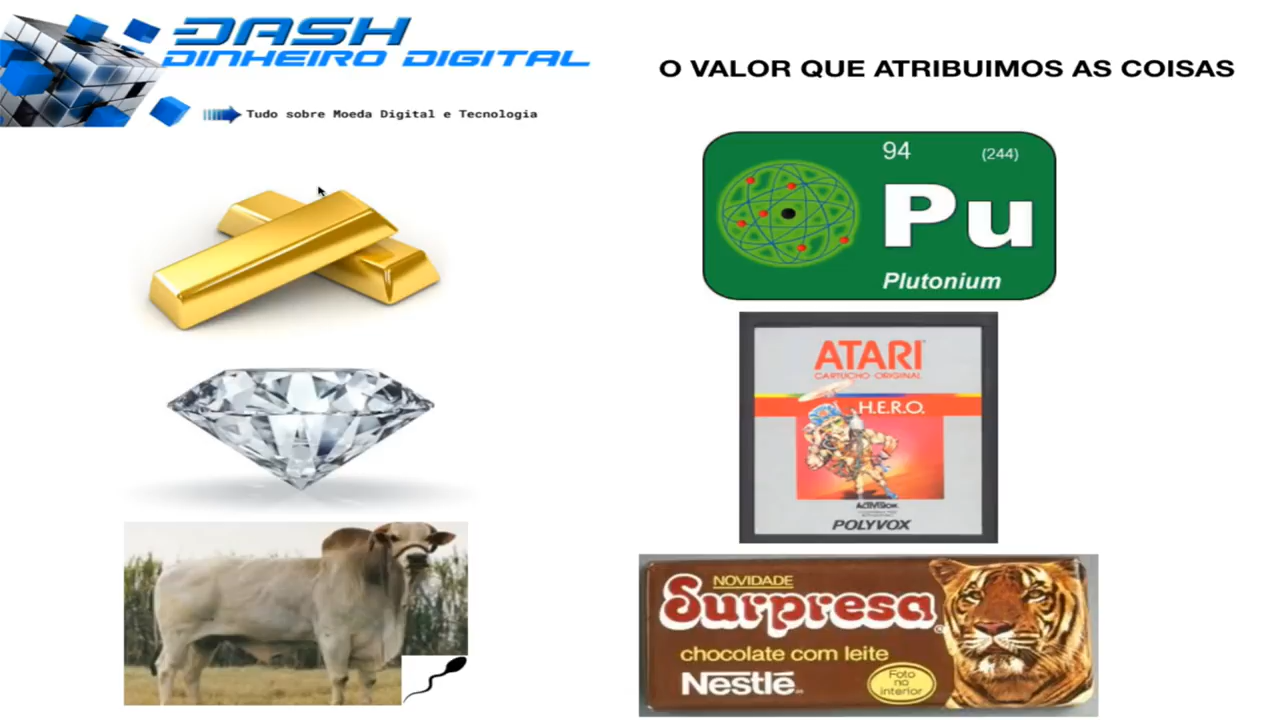 DASH
DINHEIRO DIGITAL
Tudo sobre Moeda Digital e Tecnologia
O VALOR QUE ATRIBUIMOS AS COISAS
94 (244)
Pu
Plutonium
ATARI
CARTUCHO ORIGINAL
H.E.R.O.
ACTIVISION
POLYVOX
NOVIDADE
Surpresa
chocolate com leite
Nestlé
Foto
no
interior